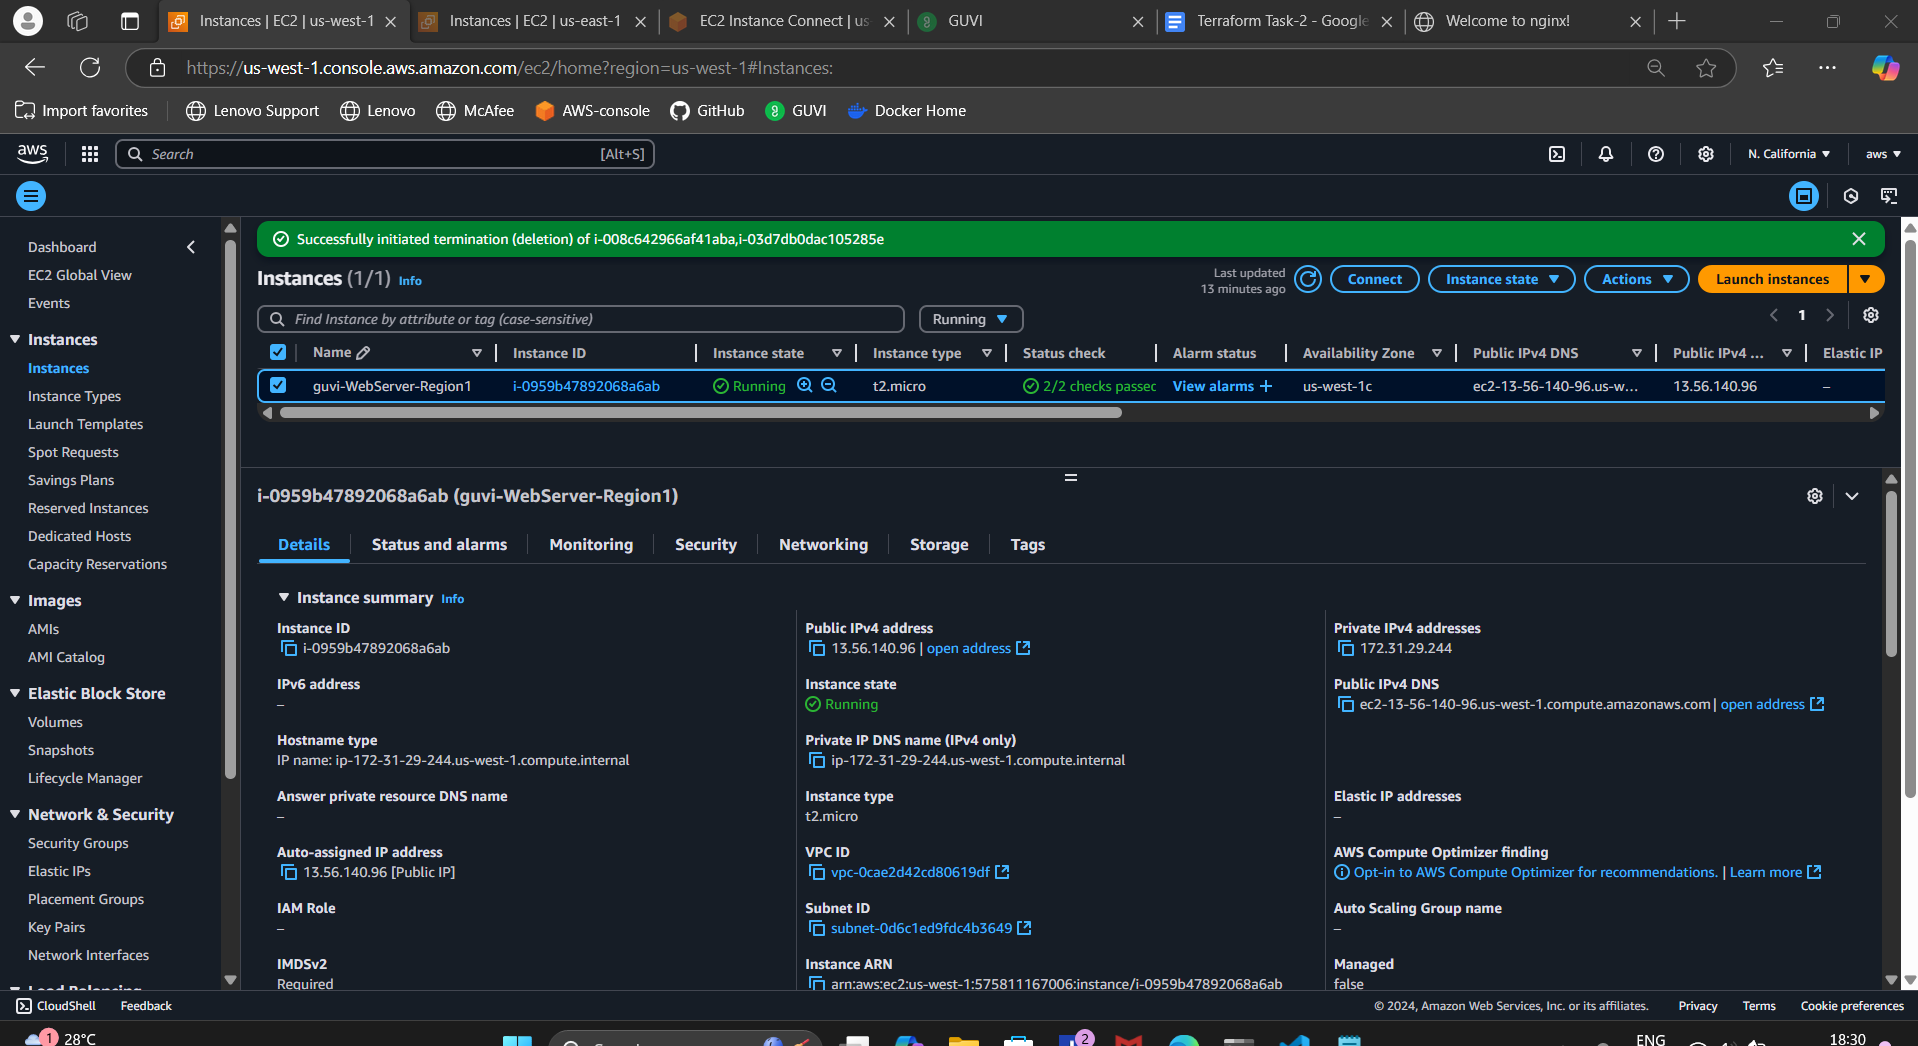 Instances | EC2 | us-west-1
Instances | EC2 | us-east-1
EC2 Instance Connect | us-
GUVI
Terraform Task-2 - Google
Welcome to nginx!
https://us-west-1.console.aws.amazon.com/ec2/home?region=us-west-1#Instances:
Import favorites
Lenovo Support
Lenovo
McAfee
AWS-console
GitHub
GUVI
Docker Home
aws
Search
[Alt+S]
N. California
aws
Dashboard
EC2 Global View
Events
Instances
Instances
Instance Types
Launch Templates
Spot Requests
Savings Plans
Reserved Instances
Dedicated Hosts
Capacity Reservations
Images
AMIs
AMI Catalog
Elastic Block Store
Volumes
Snapshots
Lifecycle Manager
Network & Security
Security Groups
Elastic IPs
Placement Groups
Key Pairs
Network Interfaces
Load Balancing
Successfully initiated termination (deletion) of i-008c642966af41aba,i-03d7db0dac105285e
Instances (1/1) Info
Last updated
13 minutes ago
Connect
Instance state
Actions
Launch instances
Find Instance by attribute or tag (case-sensitive)
Running
1
Name
Instance ID
Instance state
Instance type
Status check
Alarm status
Availability Zone
Public IPv4 DNS
Public IPv4 ...
Elastic IP
guvi-WebServer-Region1
i-0959b47892068a6ab
Running
t2.micro
2/2 checks passec
View alarms +
us-west-1c
ec2-13-56-140-96.us-w...
13.56.140.96
–
i-0959b47892068a6ab (guvi-WebServer-Region1)
Details
Status and alarms
Monitoring
Security
Networking
Storage
Tags
Instance summary Info
Instance ID
i-0959b47892068a6ab
Public IPv4 address
13.56.140.96 | open address
Private IPv4 addresses
172.31.29.244
IPv6 address
–
Instance state
Running
Public IPv4 DNS
ec2-13-56-140-96.us-west-1.compute.amazonaws.com | open address
Hostname type
IP name: ip-172-31-29-244.us-west-1.compute.internal
Private IP DNS name (IPv4 only)
ip-172-31-29-244.us-west-1.compute.internal
Answer private resource DNS name
–
Instance type
t2.micro
Elastic IP addresses
–
Auto-assigned IP address
13.56.140.96 [Public IP]
VPC ID
vpc-0cae2d42cd80619df
AWS Compute Optimizer finding
Opt-in to AWS Compute Optimizer for recommendations. | Learn more
IAM Role
–
Subnet ID
subnet-0d6c1ed9fdc4b3649
Auto Scaling Group name
–
IMDSv2
Required
Instance ARN
arn:aws:ec2:us-west-1:575811167006:instance/i-0959b47892068a6ab
Managed
false
CloudShell
Feedback
© 2024, Amazon Web Services, Inc. or its affiliates.
Privacy
Terms
Cookie preferences
1
28°C
2
ENG
18:30